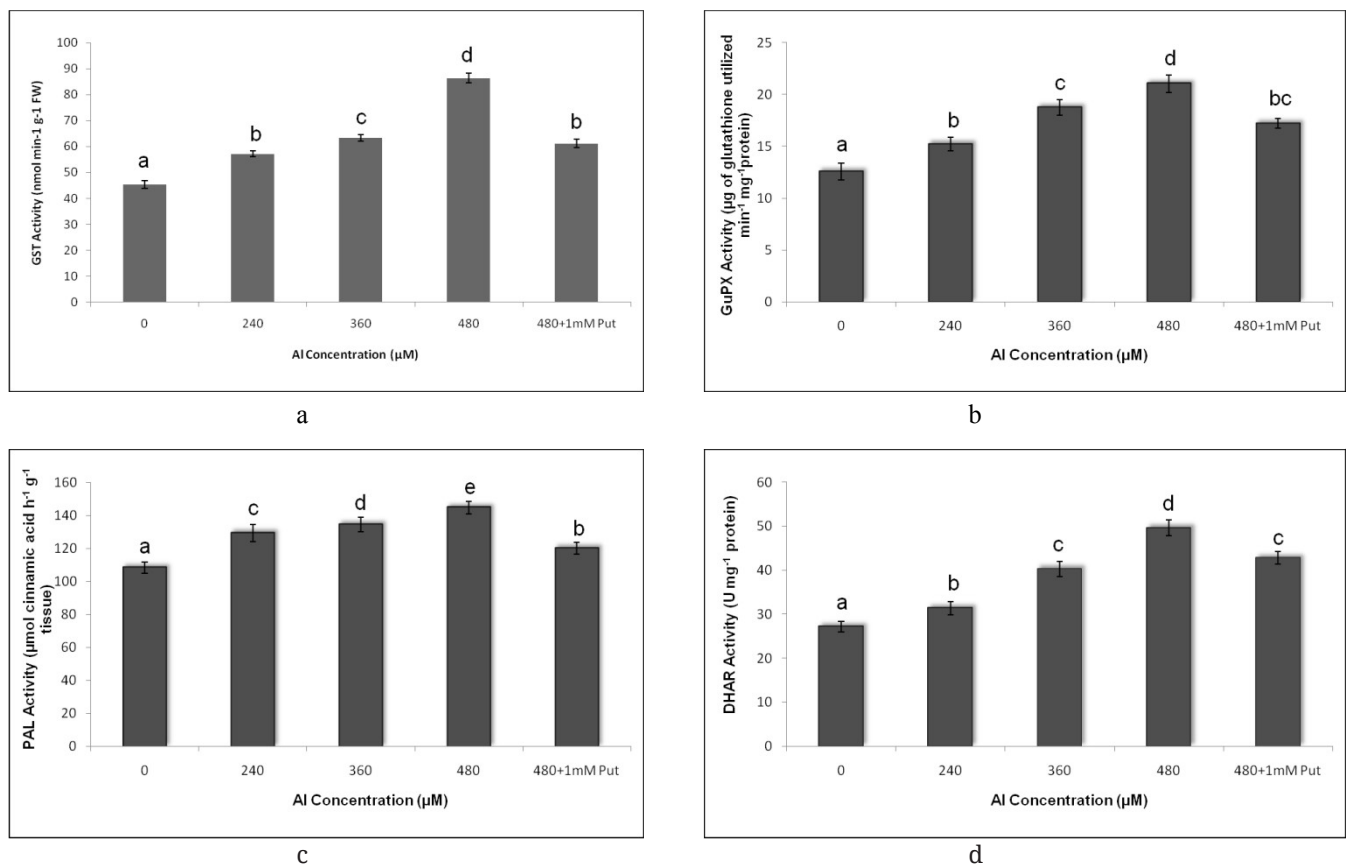 GST Activity (nmol min-1 g-1 FW)
100
90
80
70
60
50
40
30
20
10
0
a
b
c
d
b
0 240 360 480 480+1mM Put
Al Concentration (µM)
a
GuPX Activity (µg of glutathione utilized
min-1 mg-1protein)
25
20
15
10
5
0
a
b
c
d
bc
0 240 360 480 480+1mM Put
Al Concentration (µM)
b
PAL Activity (µmol cinnamic acid h-1 g-1
tissue)
160
140
120
100
80
60
40
20
0
a
c
d
e
b
0 240 360 480 480+1mM Put
Al Concentration (µM)
c
DHAR Activity (U mg-1 protein)
60
50
40
30
20
10
0
a
b
c
d
c
0 240 360 480 480+1mM Put
Al Concentration (µM)
d